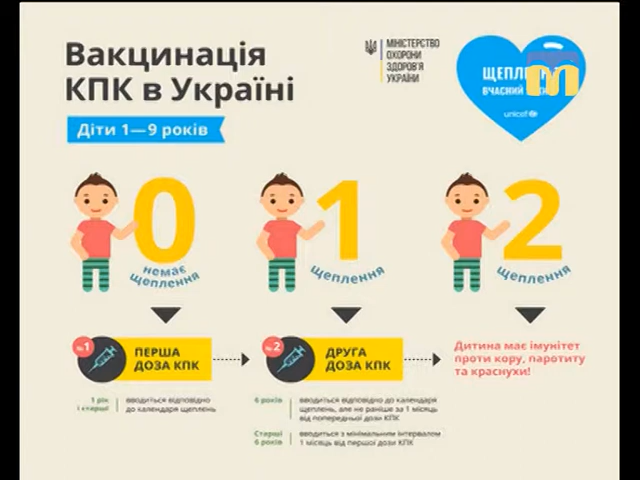 Вакцинація
КПК в Україні
МІНІСТЕРСТВО
ОХОРОНИ
ЗДОРОВ'Я
УКРАЇНИ
ВЧАСНИЙ
unicef
Діти 1—9 років
0
немає
щеплення
1
щеплення
2
щеплення
№1
ПЕРША
ДОЗА КПК
№2
ДРУГА
ДОЗА КПК
Дитина має імунітет
проти кору, паротиту
та краснухи!
1 рік
і старші
вводиться відповідно
до календаря щеплень
6 років
вводиться відповідно до календаря
щеплень, але не раніше за 1 місяць
від попередньої дози КПК
Старші
6 років
вводиться з мінімальним інтервалом
1 місяць від першої дози КПК